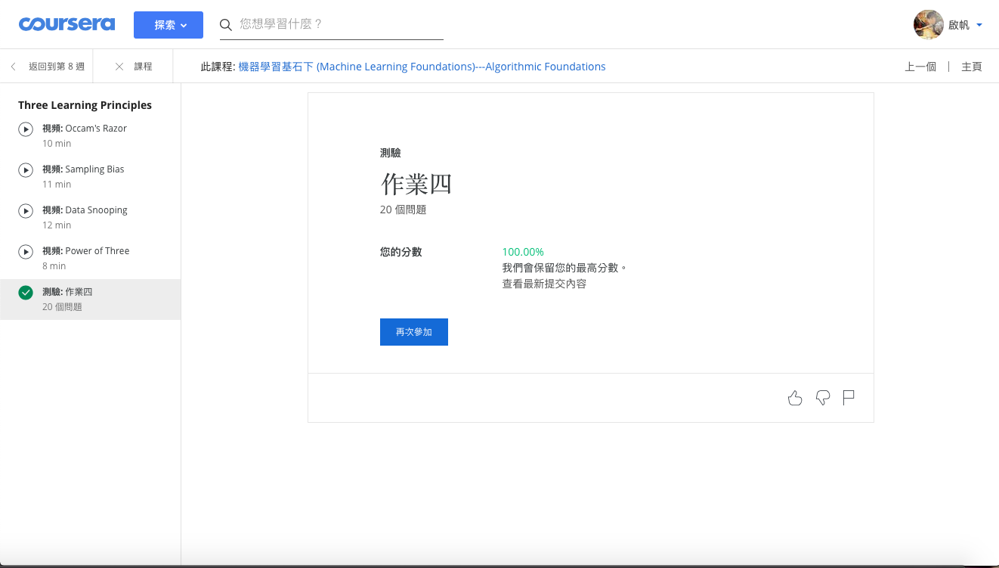 coursera
探索
您想學習什麼？
啟帆
返回到第 8 週
課程
此課程: 機器學習基石下 (Machine Learning Foundations)---Algorithmic Foundations
上一個
主頁
Three Learning Principles
視頻: Occam's Razor
10 min
視頻: Sampling Bias
11 min
視頻: Data Snooping
12 min
視頻: Power of Three
8 min
測驗: 作業四
20 個問題
測驗
作業四
20 個問題
您的分數
100.00%
我們會保留您的最高分數。
查看最新提交內容
再次參加